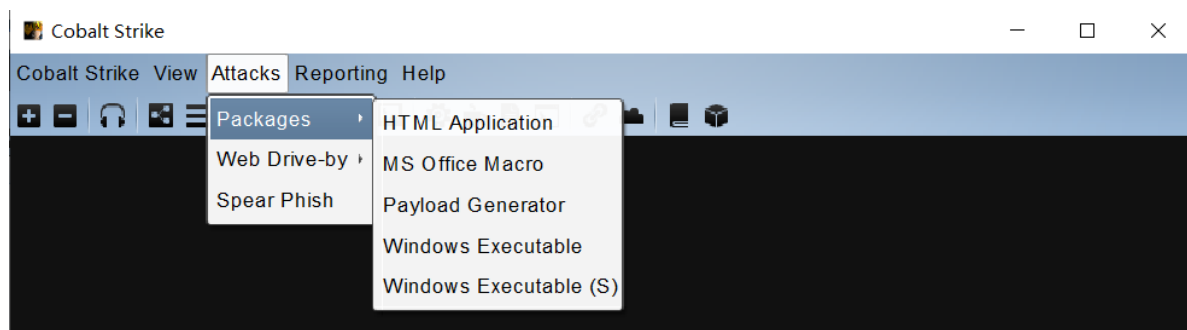 Cobalt Strike
Cobalt Strike View Attacks Reporting Help
Packages
HTML Application
Web Drive-by
MS Office Macro
Spear Phish
Payload Generator
Windows Executable
Windows Executable (S)